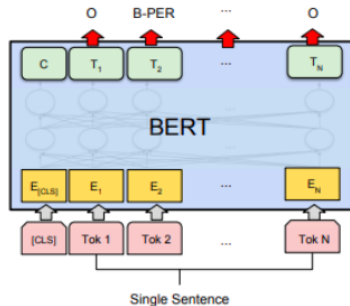 O B-PER ... O
C T1 T2 ... TN
BERT
E[CLS] E1 E2 ... EN
[CLS] Tok 1 Tok 2 ... Tok N
Single Sentence